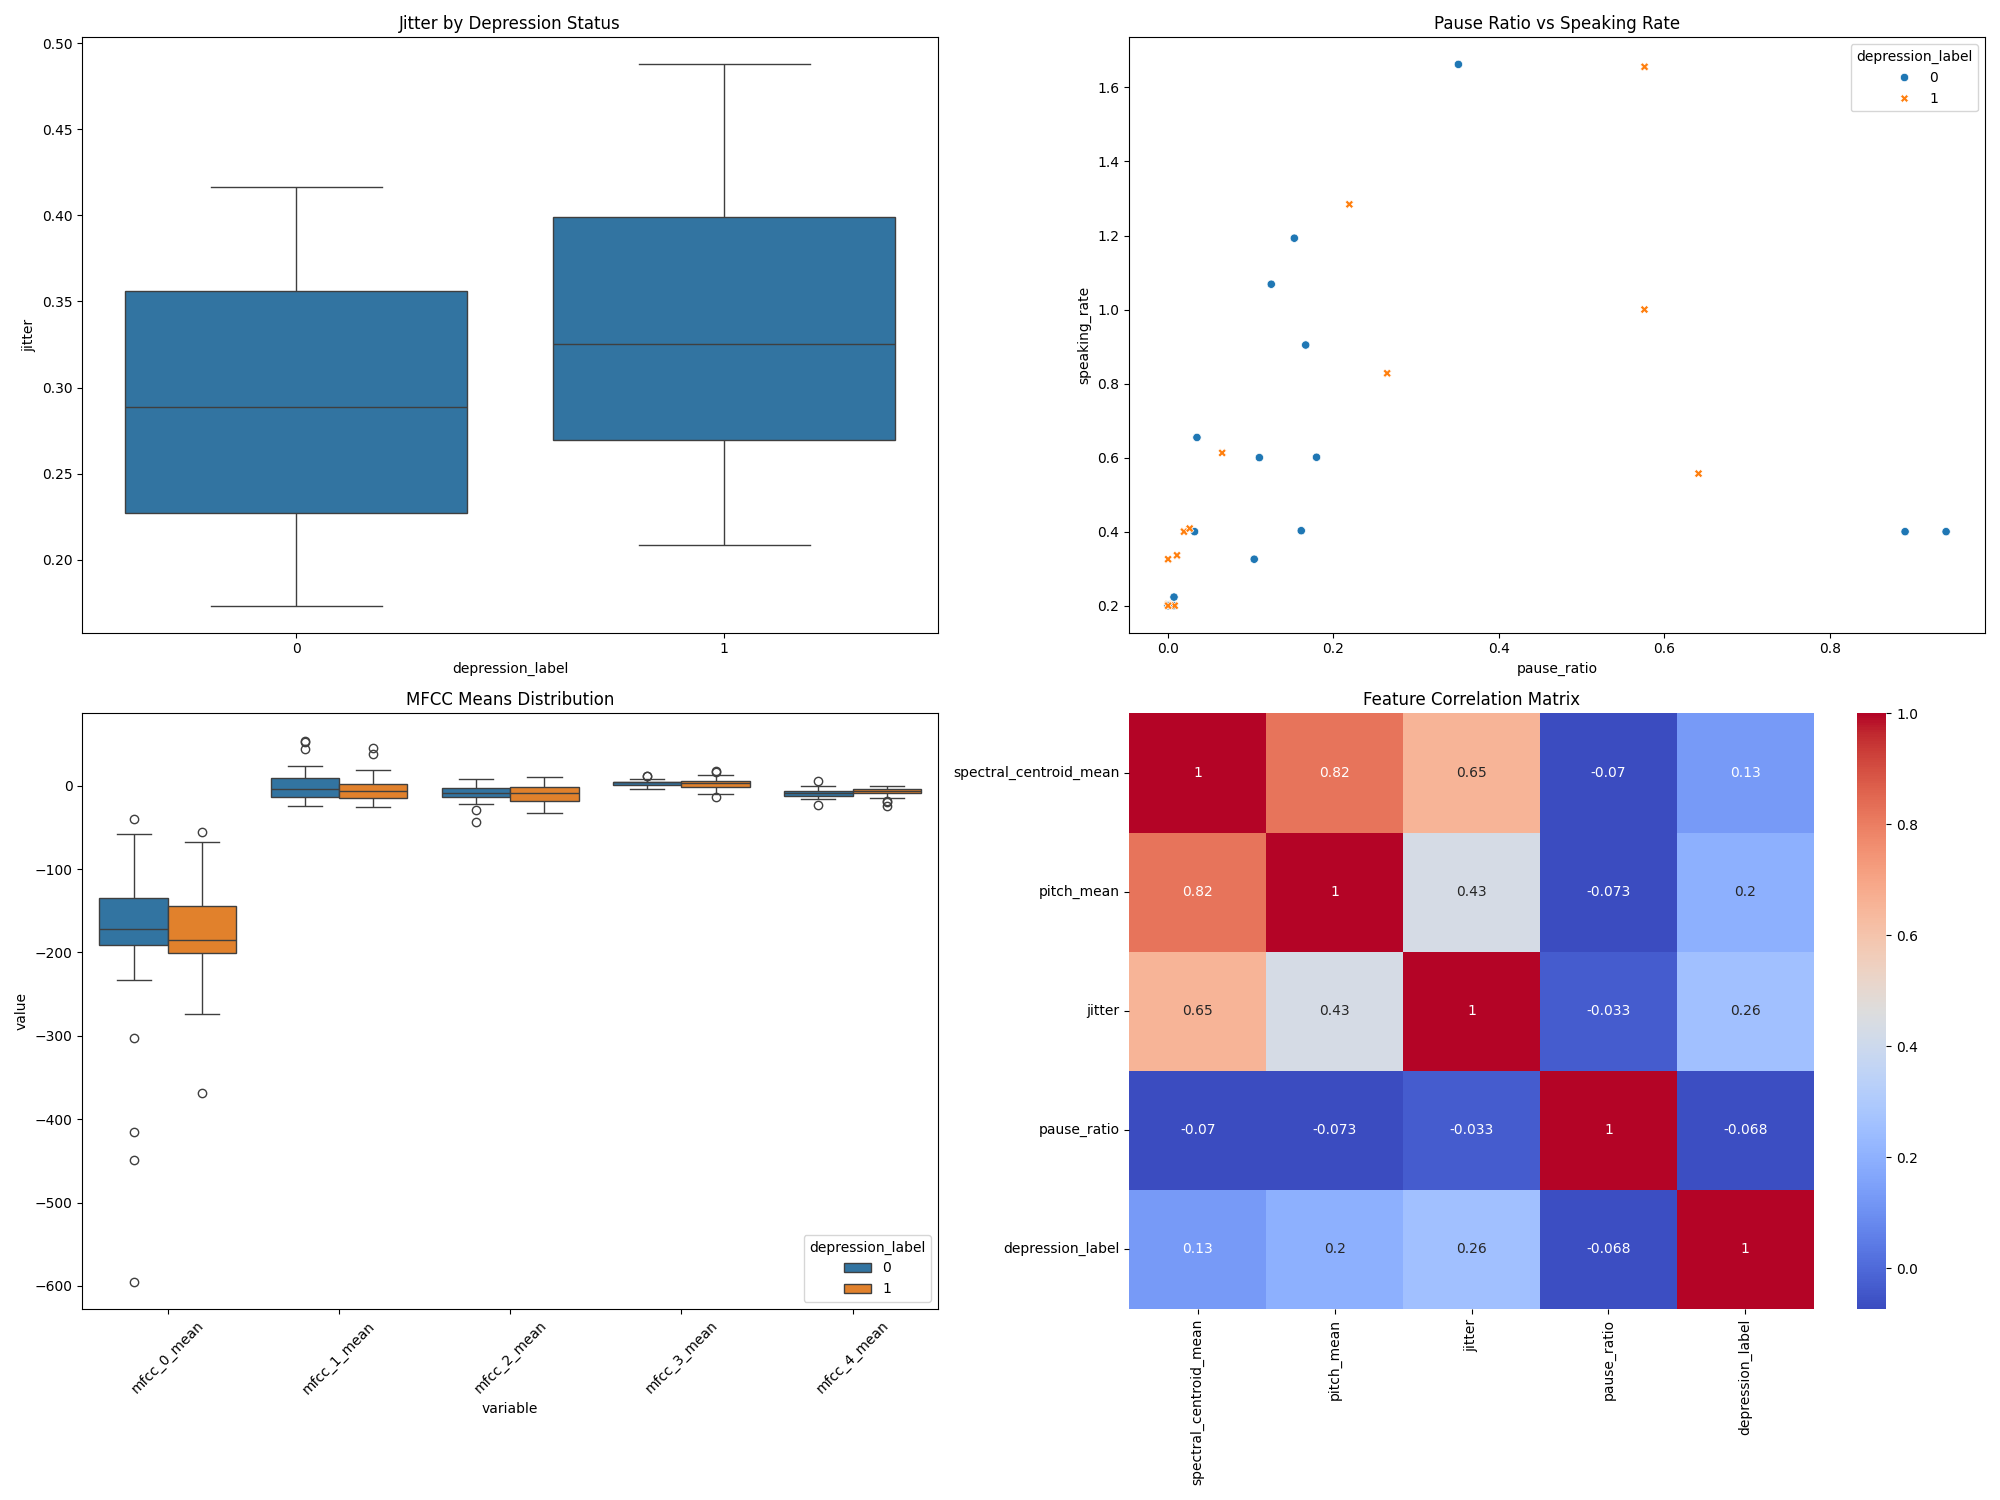 Jitter by Depression Status
0.50
0.45
0.40
0.35
0.30
0.25
0.20
jitter
0
1
depression_label
Pause Ratio vs Speaking Rate
depression_label
0
1
1.6
1.4
1.2
1.0
0.8
0.6
0.4
0.2
speaking_rate
0.0
0.2
0.4
0.6
0.8
pause_ratio
MFCC Means Distribution
0
−100
−200
−300
−400
−500
−600
value
depression_label
0
1
mfcc_0_mean
mfcc_1_mean
mfcc_2_mean
mfcc_3_mean
mfcc_4_mean
variable
Feature Correlation Matrix
spectral_centroid_mean
1
0.82
0.65
-0.07
0.13
pitch_mean
0.82
1
0.43
-0.073
0.2
jitter
0.65
0.43
1
-0.033
0.26
pause_ratio
-0.07
-0.073
-0.033
1
-0.068
depression_label
0.13
0.2
0.26
-0.068
1
spectral_centroid_mean
pitch_mean
jitter
pause_ratio
depression_label
1.0
0.8
0.6
0.4
0.2
0.0